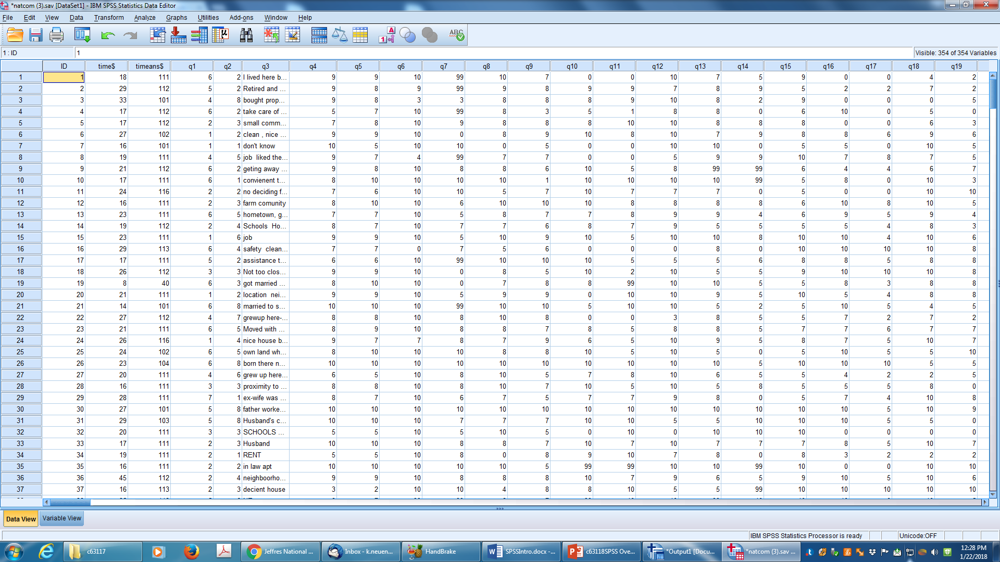 *natcom (3).sav [DataSet1] - IBM SPSS Statistics Data Editor
File Edit View Data Transform Analyze Graphs Utilities Add-ons Window Help
1 : ID 1 Visible: 354 of 354 Variables
ID time$ timeans$ q1 q2 q3 q4 q5 q6 q7 q8 q9 q10 q11 q12 q13 q14 q15 q16 q17 q18 q19
1 1 18 111 6 2 I lived here b... 9 9 10 99 10 7 0 0 10 7 5 9 0 0 4 2
2 2 29 112 5 2 Retired and ... 9 8 9 99 9 8 9 9 7 8 9 5 2 2 7 2
3 3 33 101 4 8 bought prop... 9 8 3 3 8 8 8 9 10 8 2 9 0 0 0 5
4 4 17 112 6 2 take care of ... 5 7 10 99 8 3 5 1 8 8 0 6 10 0 5 0
5 5 17 112 2 3 small comm... 7 8 10 9 8 8 8 10 10 8 8 8 0 0 6 3
6 6 27 102 1 2 clean , nice ... 9 9 10 0 8 9 10 8 10 7 9 8 8 6 9 6
7 7 16 101 1 1 don't know 10 5 10 10 0 5 0 0 10 10 0 5 5 0 10 5
8 8 19 111 4 5 job  liked the... 9 7 4 99 7 7 0 0 5 9 9 10 7 8 7 5
9 9 21 112 6 2 geting away ... 9 8 10 8 8 6 10 5 8 99 99 6 4 4 6 7
10 10 17 111 6 1 convienent t... 8 10 10 10 10 1 10 10 10 10 99 5 8 0 10 3
11 11 24 116 2 2 no deciding f... 7 6 10 10 5 10 10 7 7 7 0 5 0 0 10 10
12 12 16 111 2 3 farm comunity 8 10 10 6 10 10 10 8 8 8 8 6 10 8 10 5
13 13 23 111 6 5 hometown, g... 7 7 10 5 8 7 7 8 9 9 4 6 9 5 9 4
14 14 19 112 2 4 Schools  Ho... 8 7 10 7 7 6 8 7 9 5 5 5 5 4 8 3
15 15 23 111 1 6 job 9 9 10 5 10 9 10 5 10 10 8 10 10 4 10 6
16 16 29 113 6 4 safety  clean... 7 7 0 7 5 6 0 0 0 8 0 10 10 10 10 8
17 17 17 111 5 2 assistance t... 6 6 10 99 10 10 10 5 5 5 6 8 8 5 8 8
18 18 26 112 3 3 Not too clos... 9 9 10 0 8 5 10 2 10 5 5 9 10 10 10 8
19 19 8 40 6 3 got married ... 8 10 10 0 7 8 8 99 10 10 5 5 8 3 8 8
20 20 21 111 1 2 location  nei... 9 9 10 5 9 9 0 10 10 9 5 10 5 4 8 8
21 21 14 101 6 8 married to s... 10 10 10 99 10 10 5 10 10 5 2 5 10 5 4 5
22 22 27 112 4 7 grewup here-... 8 8 10 8 10 8 0 0 3 8 5 5 7 2 7 2
23 23 21 111 6 5 Moved with ... 8 9 10 8 8 7 8 5 8 8 5 7 7 6 7 7
24 24 26 116 1 4 nice house b... 9 7 7 8 7 9 6 5 10 9 5 8 7 5 10 7
25 25 24 102 6 5 own land wh... 8 10 10 10 8 8 10 5 10 5 0 5 10 5 5 10
26 26 23 104 6 8 born there n... 10 10 10 10 10 10 10 10 10 10 5 10 10 10 5 5
27 27 20 111 4 6 grew up here... 6 5 10 8 10 5 7 8 10 6 5 5 4 2 2 5
28 28 16 111 3 3 proximity to ... 8 8 10 8 10 7 10 5 10 5 8 5 5 5 8 0
29 29 28 111 7 1 ex-wife was ... 8 7 10 6 7 5 7 7 9 8 0 5 7 4 10 8
30 30 27 101 5 8 father worke... 10 10 10 10 10 10 10 10 10 10 10 10 10 5 10 9
31 31 29 103 5 8 Husband's c... 10 10 10 7 7 7 10 10 5 5 10 10 10 5 5 0
32 32 20 111 3 3 SCHOOLS ... 5 5 10 5 10 5 0 10 0 10 10 10 0 0 0 0
33 33 17 111 2 3 Husband 10 10 10 8 8 7 10 7 10 7 7 7 8 5 10 7
34 34 19 111 2 1 RENT 5 5 10 8 0 8 9 10 7 8 0 8 3 2 2 2
35 35 16 111 2 2 in law apt 10 10 10 10 10 5 99 99 10 10 99 10 0 0 10 10
36 36 45 112 2 4 neighboorho... 9 9 10 8 8 8 10 7 9 6 5 9 10 5 10 6
37 37 16 113 2 3 decient house 3 2 10 10 4 8 8 10 5 5 99 10 10 10 10 10
Data View Variable View
IBM SPSS Statistics Processor is ready Unicode:OFF
c63117 Jeffres National ... Inbox - k.neuen... HandBrake SPSSIntro.docx -... c63118SPSS Ove... *Output1 [Docu... *natcom (3).sav ... 12:28 PM
1/22/2018